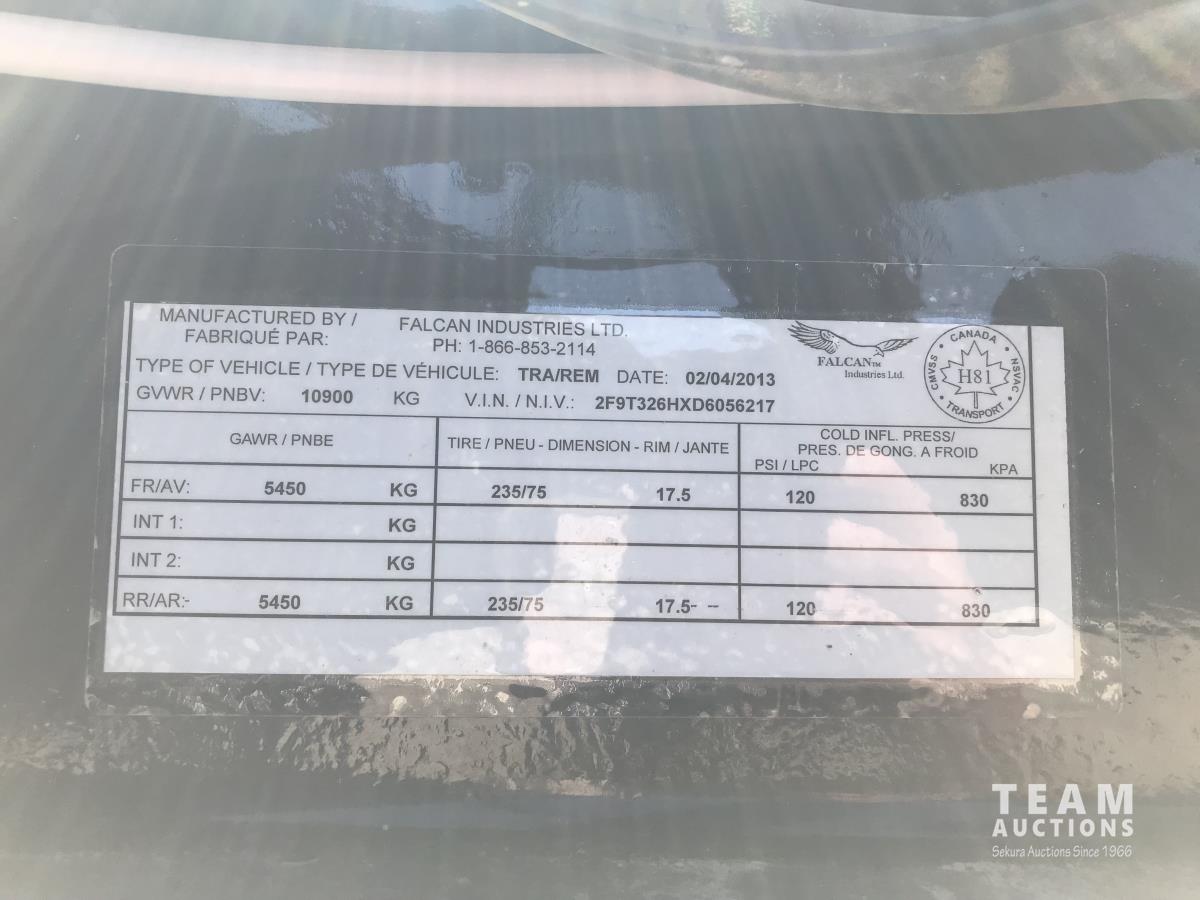 MANUFACTURED BY / FALCAN INDUSTRIES LTD.
FABRIQUÉ PAR: PH: 1-866-853-2114
FALCAN™
Industries Ltd.
CANADA
CMVSS H81 NSVAC
TRANSPORT
TYPE OF VEHICLE / TYPE DE VÉHICULE: TRA/REM DATE: 02/04/2013
GVWR / PNBV: 10900 KG V.I.N. / N.I.V.: 2F9T326HXD6056217
GAWR / PNBE TIRE / PNEU - DIMENSION - RIM / JANTE COLD INFL. PRESS/
PRES. DE GONG. A FROID
PSI / LPC KPA
FR/AV: 5450 KG 235/75 17.5 120 830
INT 1: KG
INT 2: KG
RR/AR:- 5450 KG 235/75 17.5- -- 120 830
TEAM
AUCTIONS
Sekura Auctions Since 1966